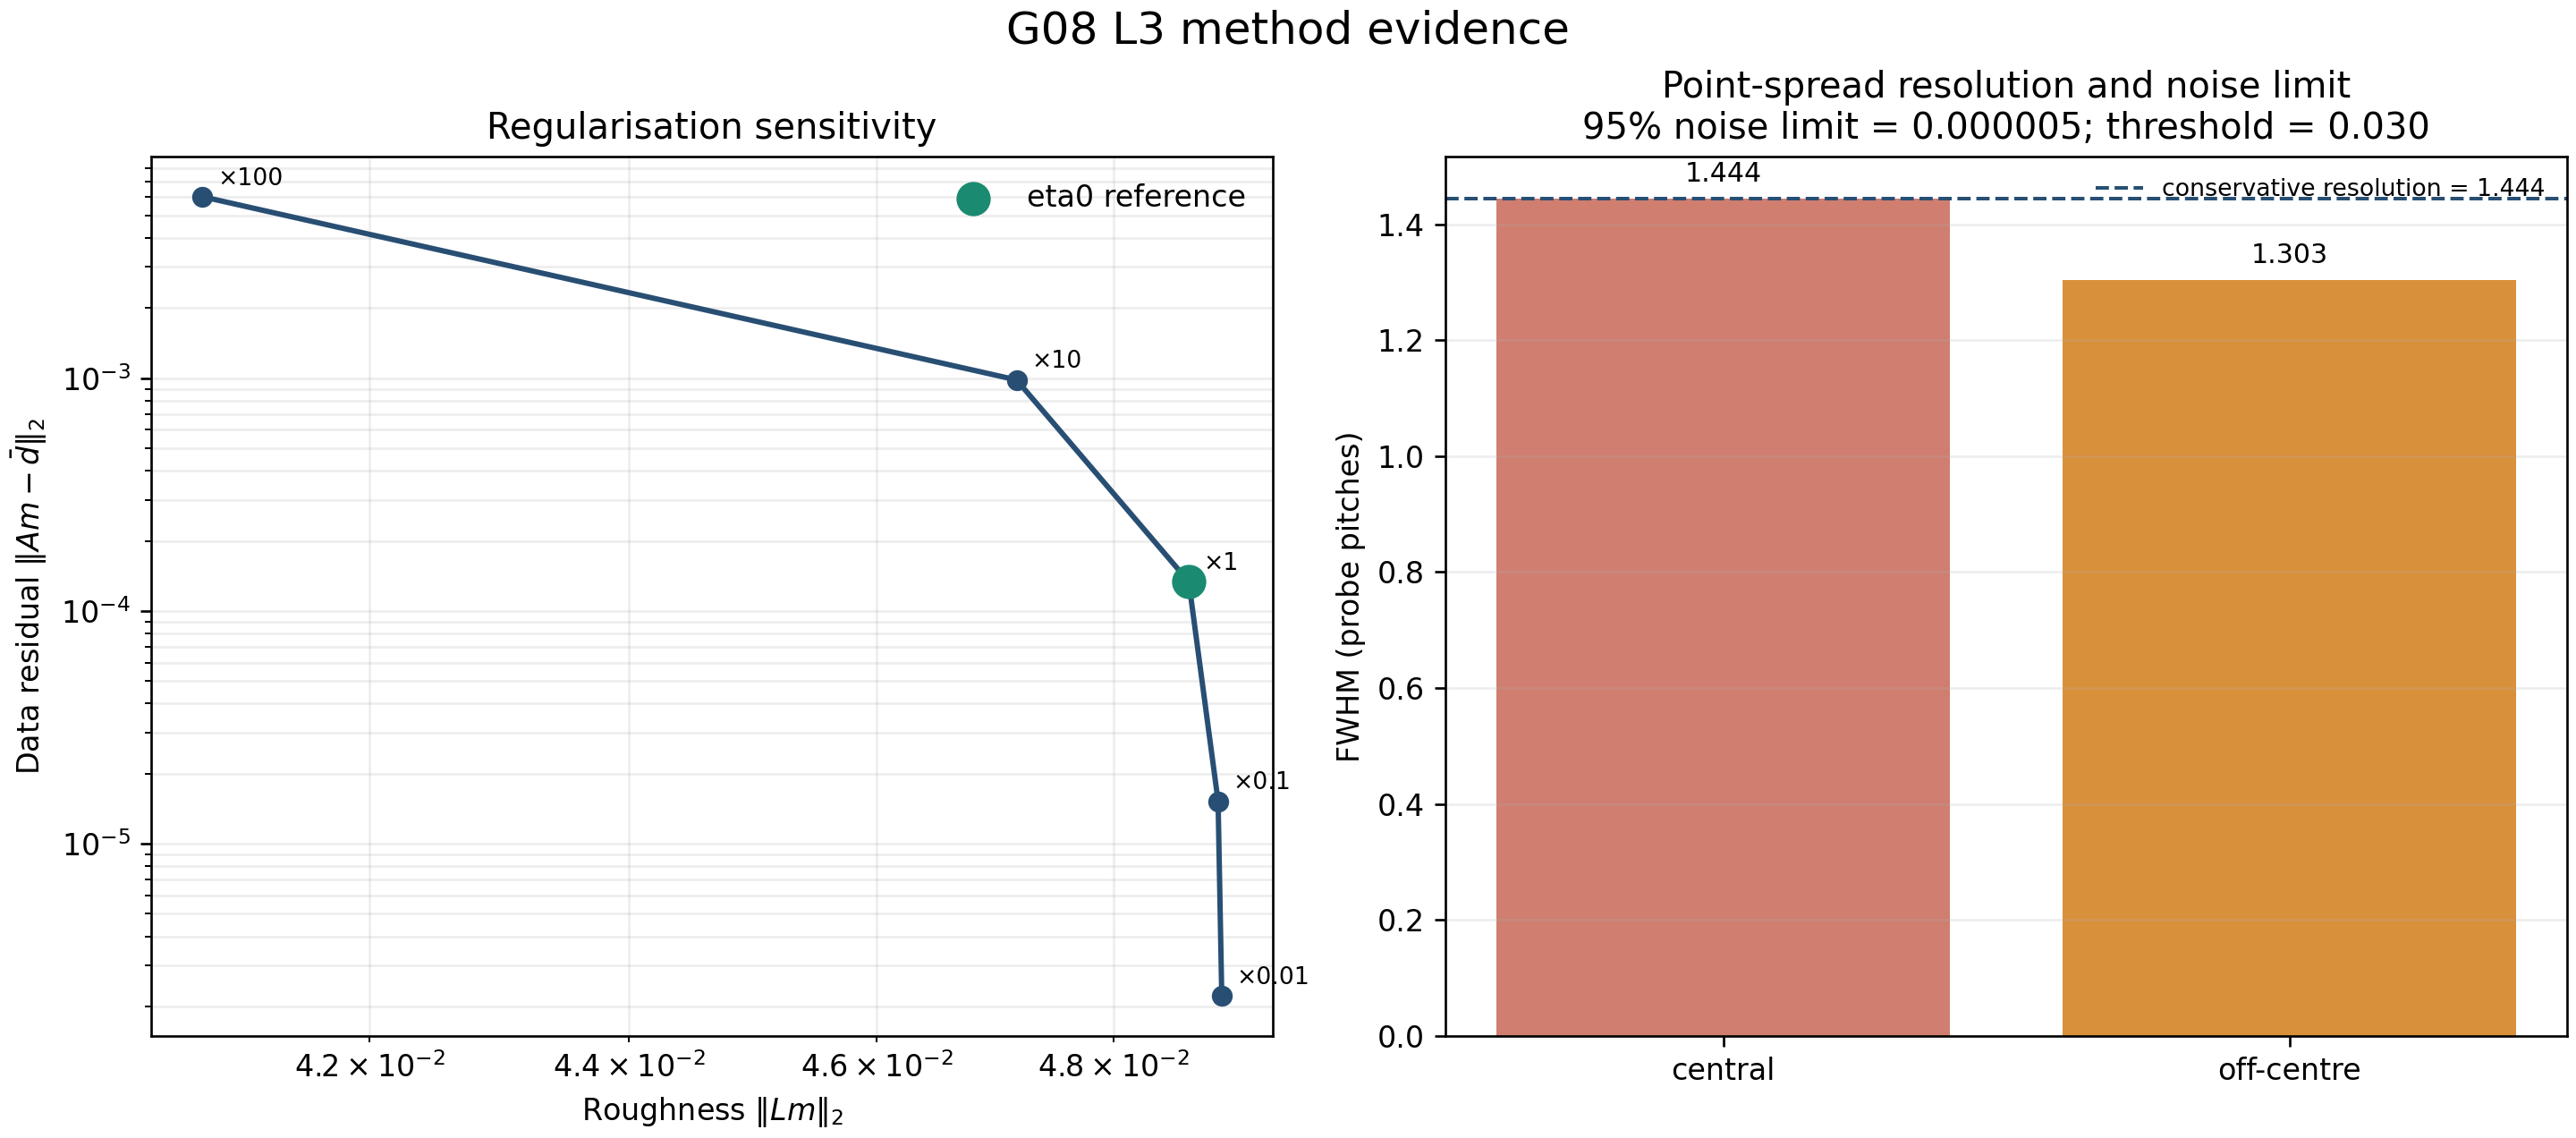 G08 L3 method evidence
Regularisation sensitivity
×100
eta0 reference
×10
×1
×0.1
×0.01
10⁻³
10⁻⁴
10⁻⁵
Data residual ‖Am − d̄‖₂
4.2 × 10⁻²
4.4 × 10⁻²
4.6 × 10⁻²
4.8 × 10⁻²
Roughness ‖Lm‖₂
Point-spread resolution and noise limit
95% noise limit = 0.000005; threshold = 0.030
1.444
conservative resolution = 1.444
1.303
1.4
1.2
1.0
0.8
0.6
0.4
0.2
0.0
FWHM (probe pitches)
central
off-centre